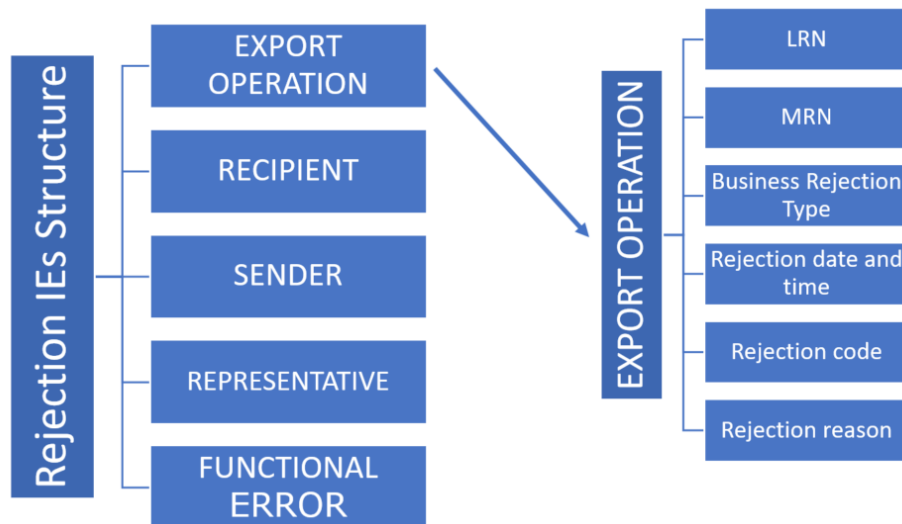 Rejection IEs Structure
EXPORT
OPERATION
RECIPIENT
SENDER
REPRESENTATIVE
FUNCTIONAL
ERROR
EXPORT OPERATION
LRN
MRN
Business Rejection
Type
Rejection date and
time
Rejection code
Rejection reason